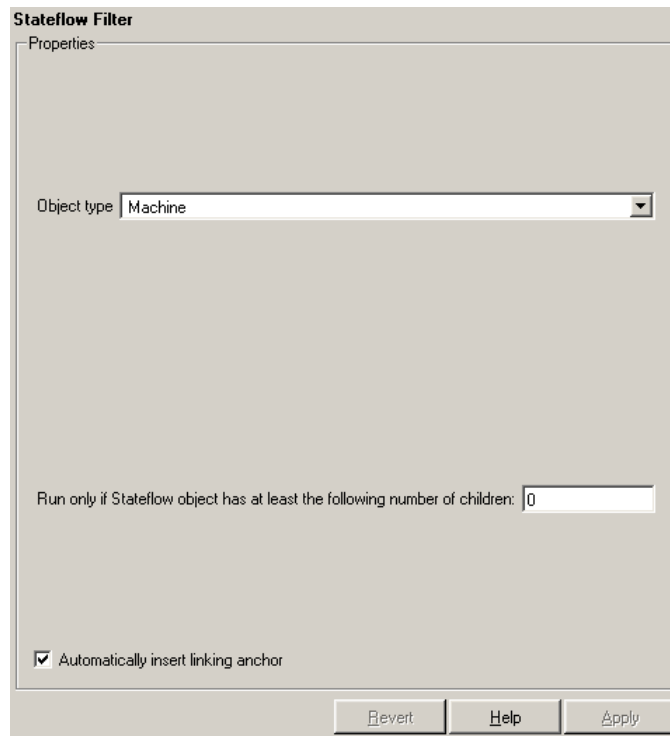 Stateflow Filter
Properties
Object type Machine
Run only if Stateflow object has at least the following number of children: 0
Automatically insert linking anchor
Revert Help Apply